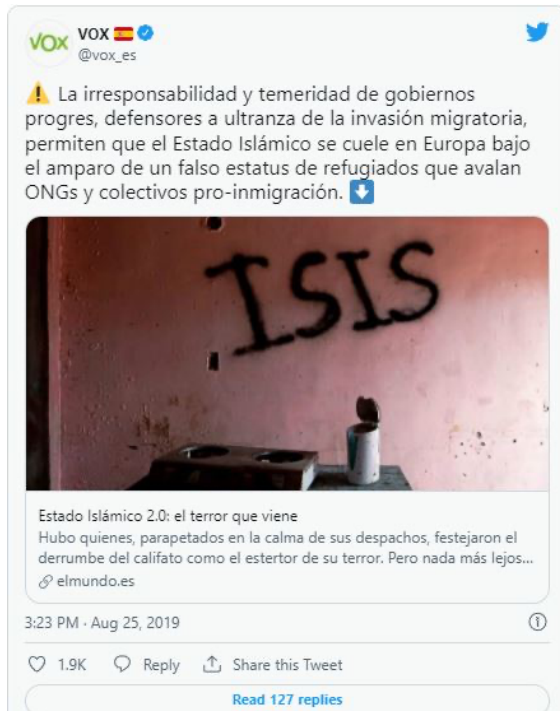 VOX
VOX 🇪🇸
@vox_es
⚠️ La irresponsabilidad y temeridad de gobiernos
progres, defensores a ultranza de la invasión migratoria,
permiten que el Estado Islámico se cuele en Europa bajo
el amparo de un falso estatus de refugiados que avalan
ONGs y colectivos pro-inmigración. ⬇️
ISIS
Estado Islámico 2.0: el terror que viene
Hubo quienes, parapetados en la calma de sus despachos, festejaron el
derrumbe del califato como el estertor de su terror. Pero nada más lejos...
elmundo.es
3:23 PM · Aug 25, 2019
1.9K Reply Share this Tweet
Read 127 replies